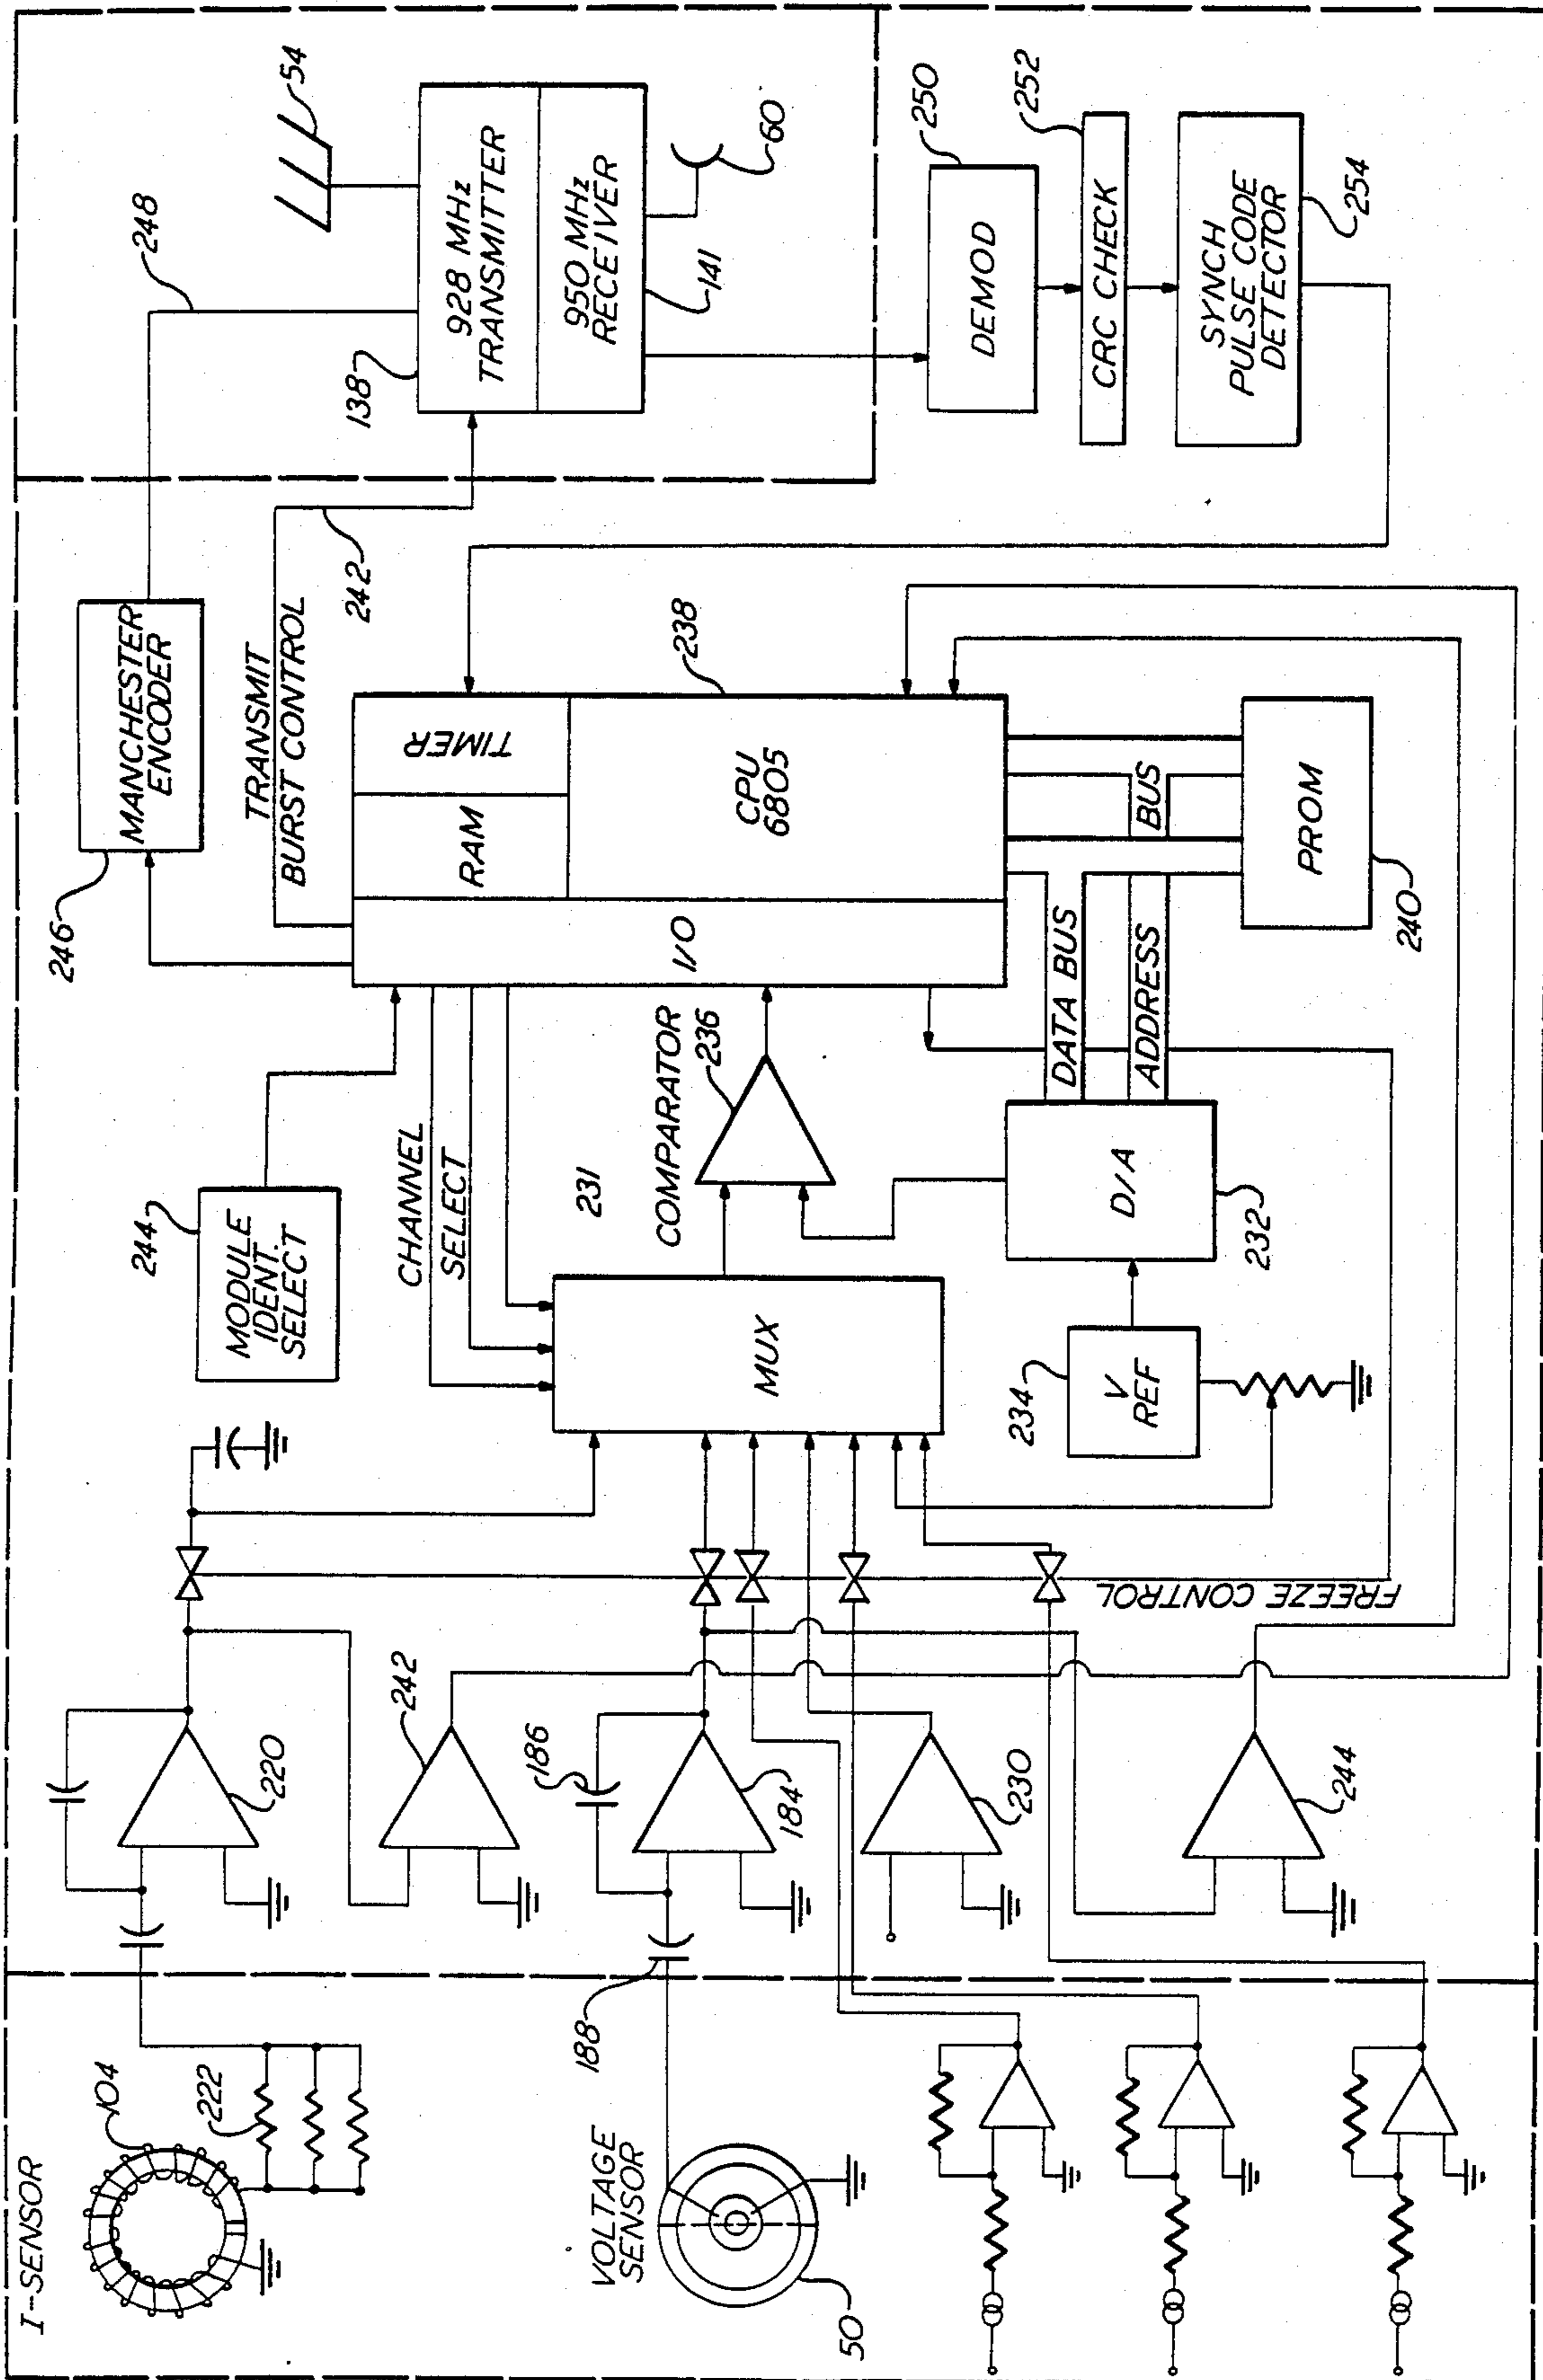 I-SENSOR
104
222
VOLTAGE
SENSOR
50
188
220
242
186
184
230
244
FREEZE CONTROL
MODULE
IDENT.
SELECT
244
CHANNEL
SELECT
231
MUX
COMPARATOR
236
V
REF
234
D/A
232
DATA BUS
ADDRESS
BUS
PROM
240
I/O
RAM
TIMER
CPU
6805
238
MANCHESTER
ENCODER
246
TRANSMIT
BURST CONTROL
242
248
54
138
928 MHz
TRANSMITTER
950 MHz
RECEIVER
141
60
DEMOD
250
CRC CHECK
252
SYNCH
PULSE CODE
DETECTOR
254